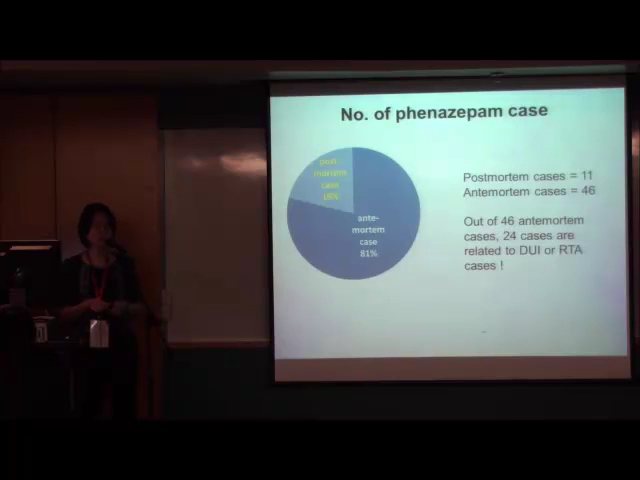 No. of phenazepam case
post-
mortem
case
19%
ante-
mortem
case
81%
Postmortem cases = 11
Antemortem cases = 46
Out of 46 antemortem
cases, 24 cases are
related to DUI or RTA
cases !